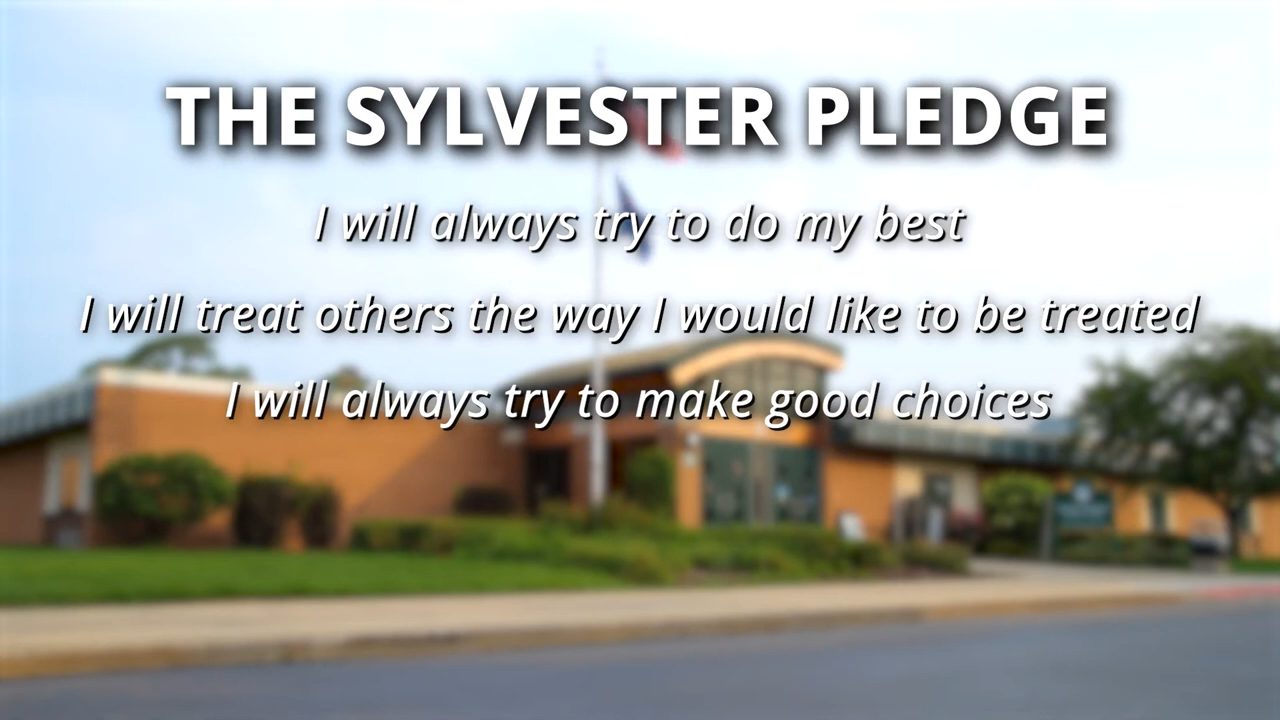 THE SYLVESTER PLEDGE
I will always try to do my best
I will treat others the way I would like to be treated
I will always try to make good choices